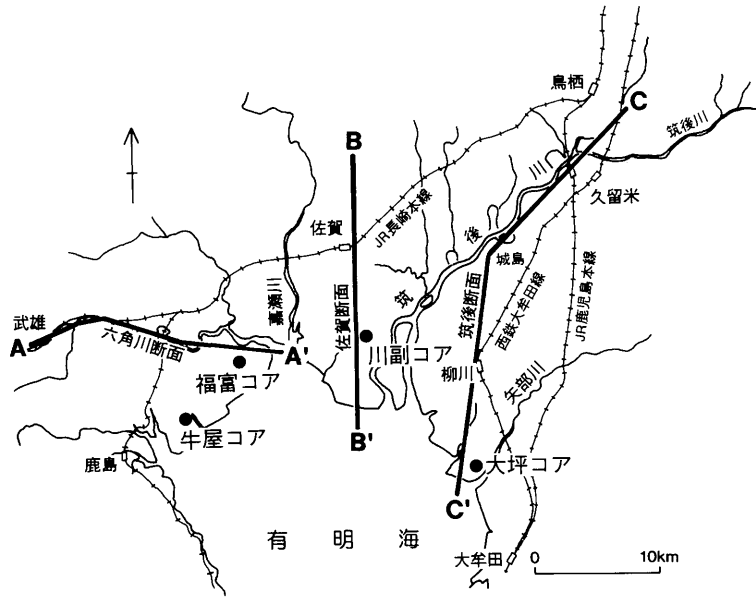 鳥栖
C
筑後川
B
JR長崎本線
佐賀
久留米
筑後川
城島
嘉瀬川
佐賀断面
筑後断面
西鉄大牟田線
JR鹿児島本線
武雄
A
六角川断面
A'
川副コア
福富コア
柳川
矢部川
牛屋コア
B'
鹿島
大坪コア
C'
有明海
大牟田
0 10km